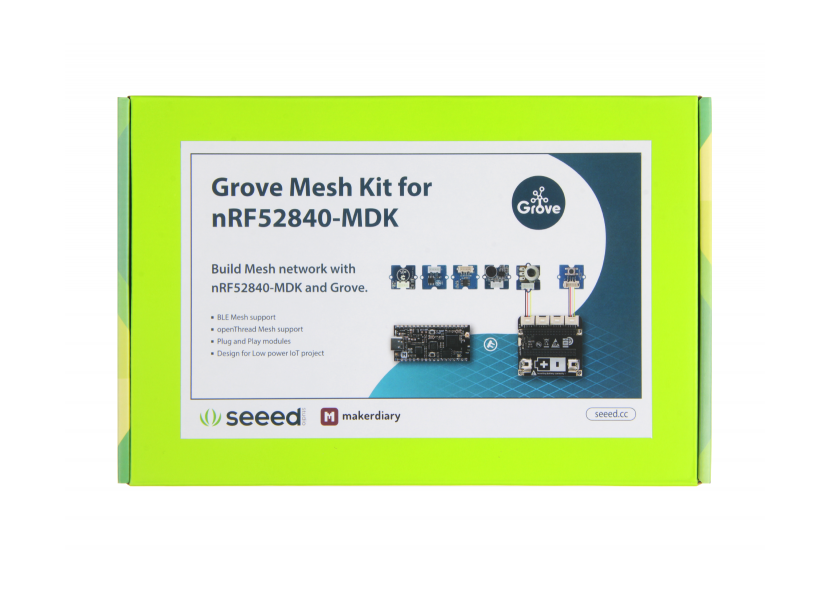 Grove Mesh Kit for
nRF52840-MDK
Grove
Build Mesh network with
nRF52840-MDK and Grove.
▪ BLE Mesh support
▪ openThread Mesh support
▪ Plug and Play modules
▪ Design for Low power IoT project
seeed
M makerdiary
seeed.cc